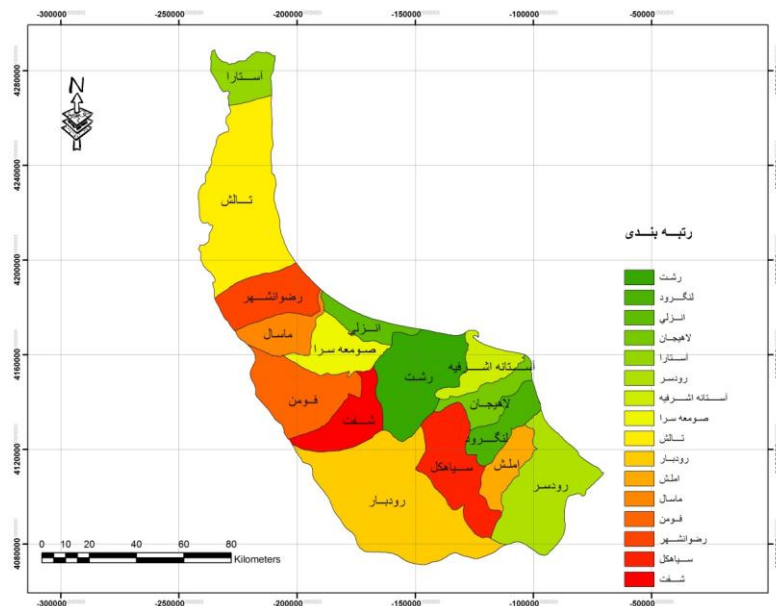 -300000 -250000 -200000 -150000 -100000 -50000
4280000
4240000
4200000
4160000
4120000
4080000
N
آستارا
تالش
رضوانشهر
ماسال
انزلي
صومعه سرا
فومن
شفت
رشت
آستانه اشرفیه
لاهیجان
لنگرود
املش
سیاهکل
رودسر
رودبار
رتبه بندی
رشت
لنگرود
انزلي
لاهیجان
آستارا
رودسر
آستانه اشرفیه
صومعه سرا
تالش
رودبار
املش
ماسال
فومن
رضوانشهر
سیاهکل
شفت
0 10 20 40 60 80
Kilometers
-300000 -250000 -200000 -150000 -100000 -50000